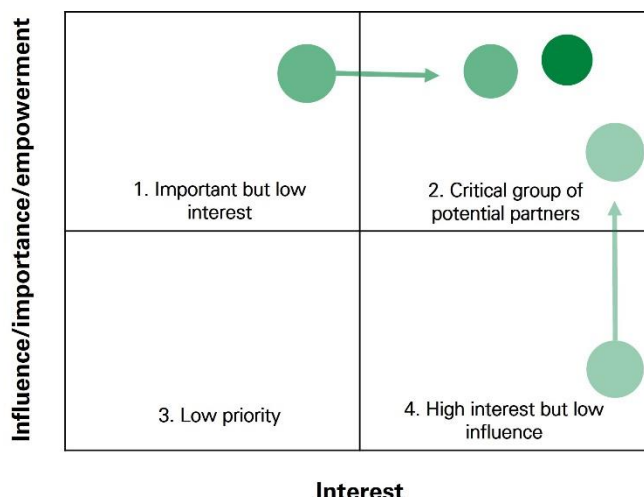 Influence/importance/empowerment
1. Important but low
interest
2. Critical group of
potential partners
3. Low priority
4. High interest but low
influence
Interest